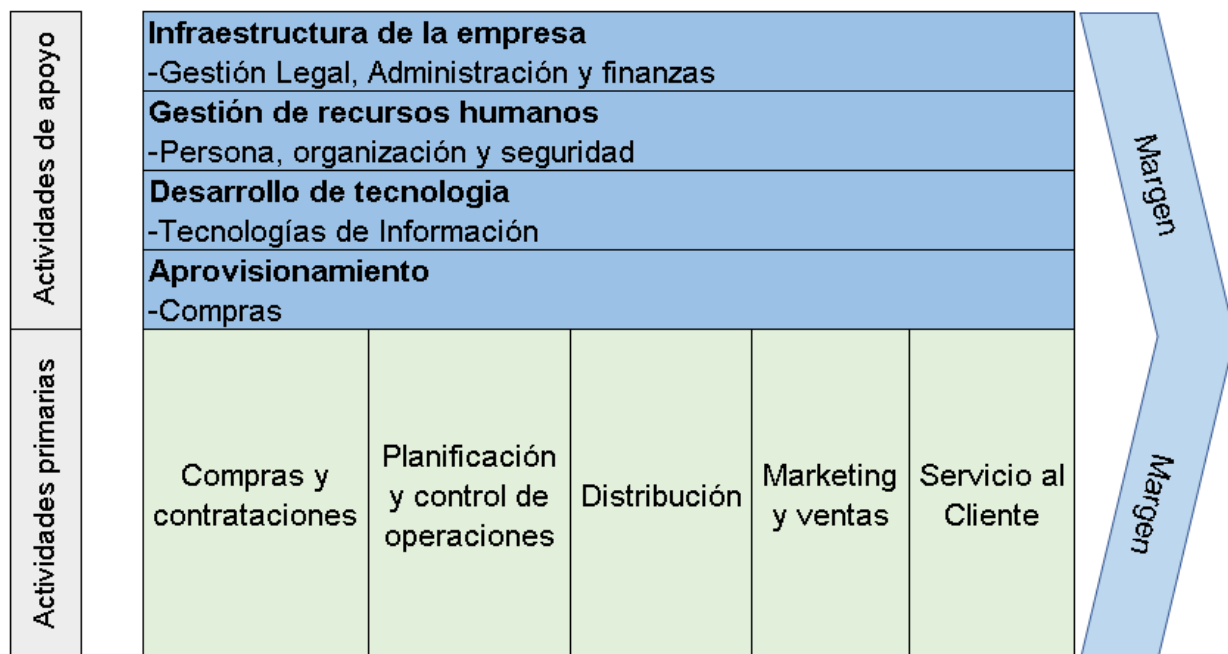 Actividades de apoyo
Infraestructura de la empresa
-Gestión Legal, Administración y finanzas
Gestión de recursos humanos
-Persona, organización y seguridad
Desarrollo de tecnologia
-Tecnologías de Información
Aprovisionamiento
-Compras
Margen
Actividades primarias
Compras y
contrataciones
Planificación
y control de
operaciones
Distribución
Marketing
y ventas
Servicio al
Cliente
Margen